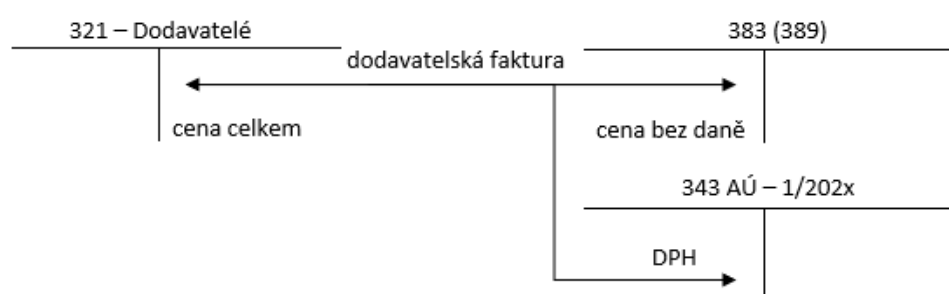 321 – Dodavatelé
383 (389)
dodavatelská faktura
cena celkem
cena bez daně
343 AÚ – 1/202x
DPH